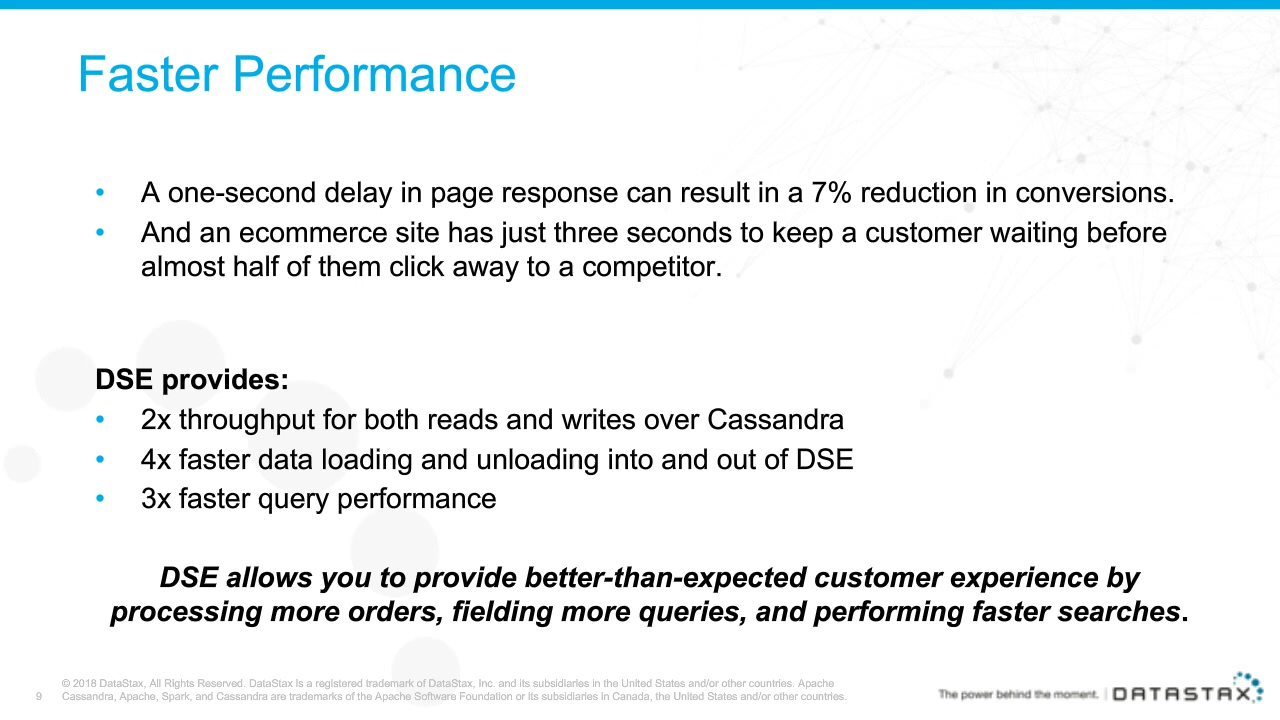 Faster Performance
• A one-second delay in page response can result in a 7% reduction in conversions.
• And an ecommerce site has just three seconds to keep a customer waiting before
almost half of them click away to a competitor.
DSE provides:
• 2x throughput for both reads and writes over Cassandra
• 4x faster data loading and unloading into and out of DSE
• 3x faster query performance
DSE allows you to provide better-than-expected customer experience by
processing more orders, fielding more queries, and performing faster searches.
© 2018 DataStax, All Rights Reserved. DataStax is a registered trademark of DataStax, Inc. and its subsidiaries in the United States and/or other countries. Apache
9 Cassandra, Apache, Spark, and Cassandra are trademarks of the Apache Software Foundation or its subsidiaries in Canada, the United States and/or other countries.
The power behind the moment. | DATASTAX